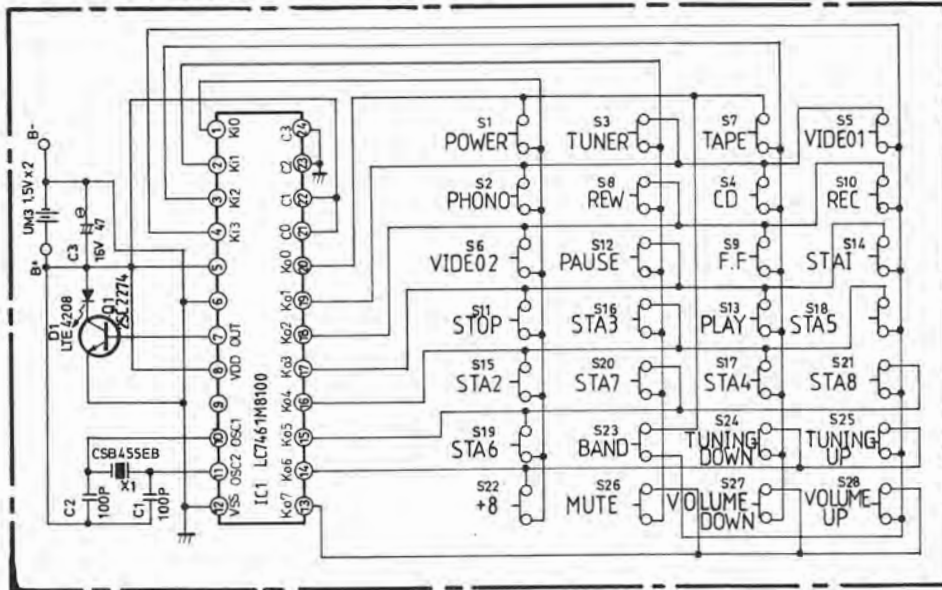 B-
UM3 1.5V×2
B+
C3
16V 47
D1
LTE4208
Q1
2SC2774
CSB455EB
X1
C2
100P
C1
100P
1
2
3
4
5
6
7
8
9
10
11
12
Ki0
Ki1
Ki2
Ki3
OUT
VDD
OSC1
OSC2
VSS
IC1 LC7461M8100
C3
C2
C1
C0
Ko0
Ko1
Ko2
Ko3
Ko4
Ko5
Ko6
Ko7
24
23
22
21
20
19
18
17
16
15
14
13
S1
POWER
S3
TUNER
S7
TAPE
S5
VIDEO1
S2
PHONO
S8
REW
S4
CD
S10
REC
S6
VIDEO2
S12
PAUSE
S9
F.F
S14
STA1
S11
STOP
S16
STA3
S13
PLAY
S18
STA5
S15
STA2
S20
STA7
S17
STA4
S21
STA8
S19
STA6
S23
BAND
S24
TUNING
DOWN
S25
TUNING
UP
S22
+8
S26
MUTE
S27
VOLUME
DOWN
S28
VOLUME
UP